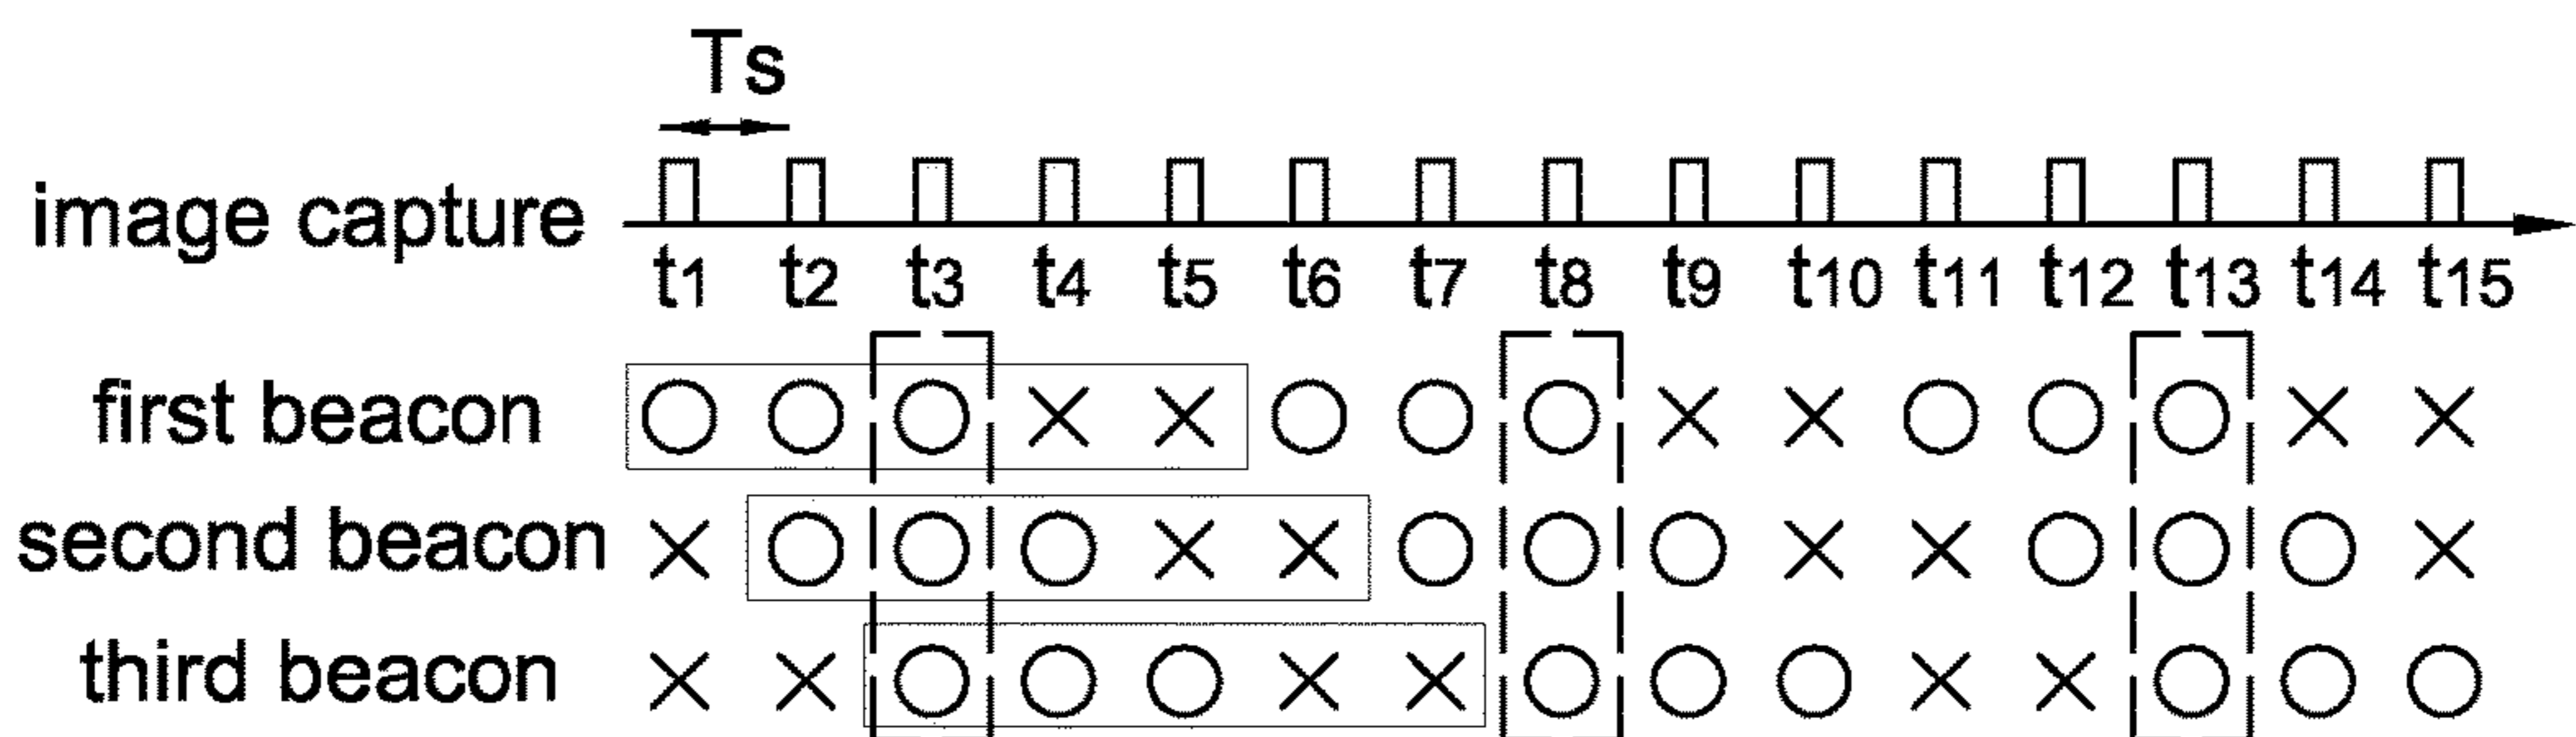 Ts
image capture
t1 t2 t3 t4 t5 t6 t7 t8 t9 t10 t11 t12 t13 t14 t15
first beacon
second beacon
third beacon